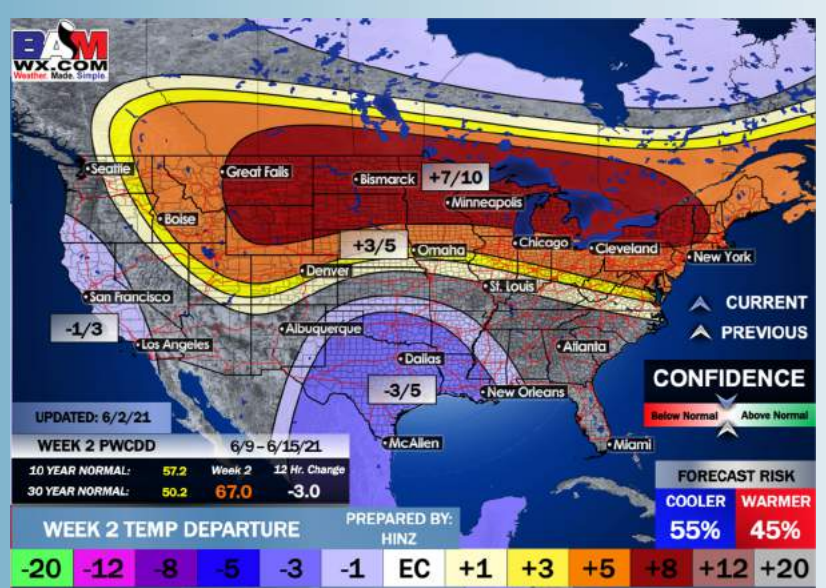 BAM
WX.COM
Weather. Made. Simple.
Seattle
Great Falls
Bismarck
+7/10
Minneapolis
Boise
+3/5
Omaha
Chicago
Cleveland
New York
Denver
St. Louis
San Francisco
-1/3
Los Angeles
Albuquerque
Atlanta
Dallas
-3/5
New Orleans
McAllen
Miami
CURRENT
PREVIOUS
CONFIDENCE
Below Normal
Above Normal
UPDATED: 6/2/21
WEEK 2 PWCDD 6/9 - 6/15/21
10 YEAR NORMAL: 57.2 Week 2 12 Hr. Change
30 YEAR NORMAL: 50.2 67.0 -3.0
FORECAST RISK
COOLER WARMER
55% 45%
WEEK 2 TEMP DEPARTURE
PREPARED BY:
HINZ
-20 -12 -8 -5 -3 -1 EC +1 +3 +5 +8 +12 +20